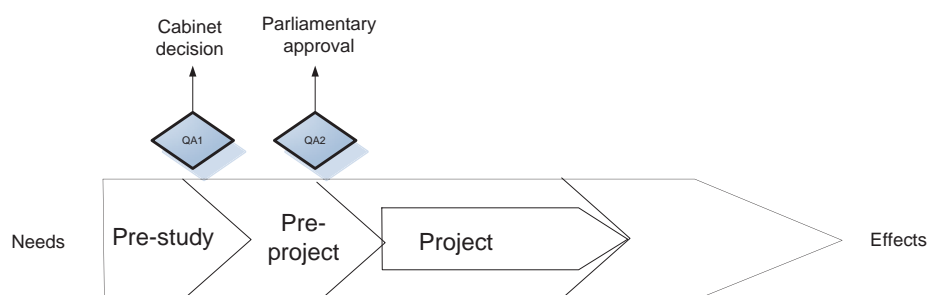 Cabinet
decision
Parliamentary
approval
QA1
QA2
Needs
Pre-study
Pre-
project
Project
Effects